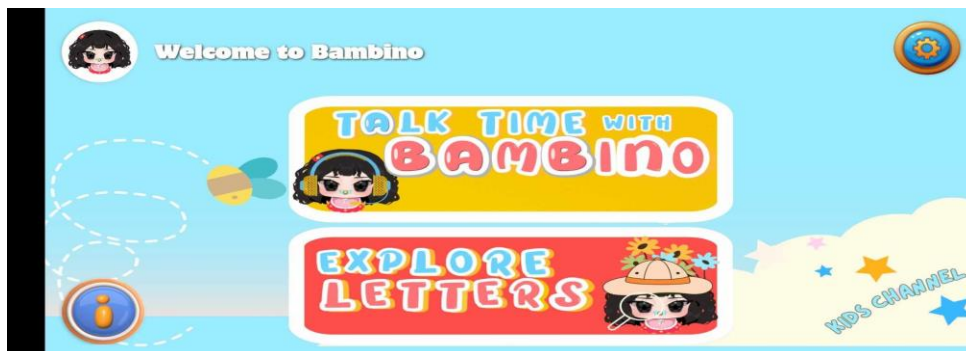 Welcome to Bambino
TALK TIME WITH
BAMBINO
EXPLORE
LETTERS
KIDS CHANNEL